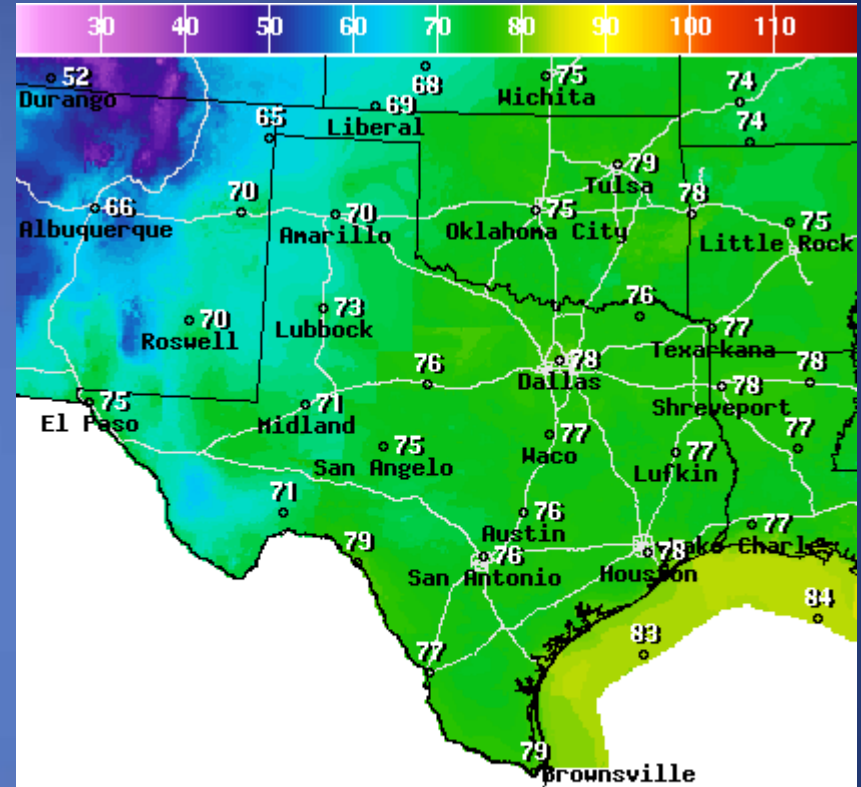 30 40 50 60 70 80 90 100 110
52
Durango
68
75
Wichita
74
69
Liberal
65
74
79
Tulsa
66
Albuquerque
70
70
Amarillo
75
Oklahoma City
78
75
Little Rock
70
Roswell
73
Lubbock
76
77
Texarkana
76
78
Dallas
78
Shreveport
78
75
El Paso
71
Midland
75
San Angelo
77
Waco
77
Lufkin
77
71
76
Austin
77
Lake Charles
79
76
San Antonio
78
Houston
84
83
77
79
Brownsville